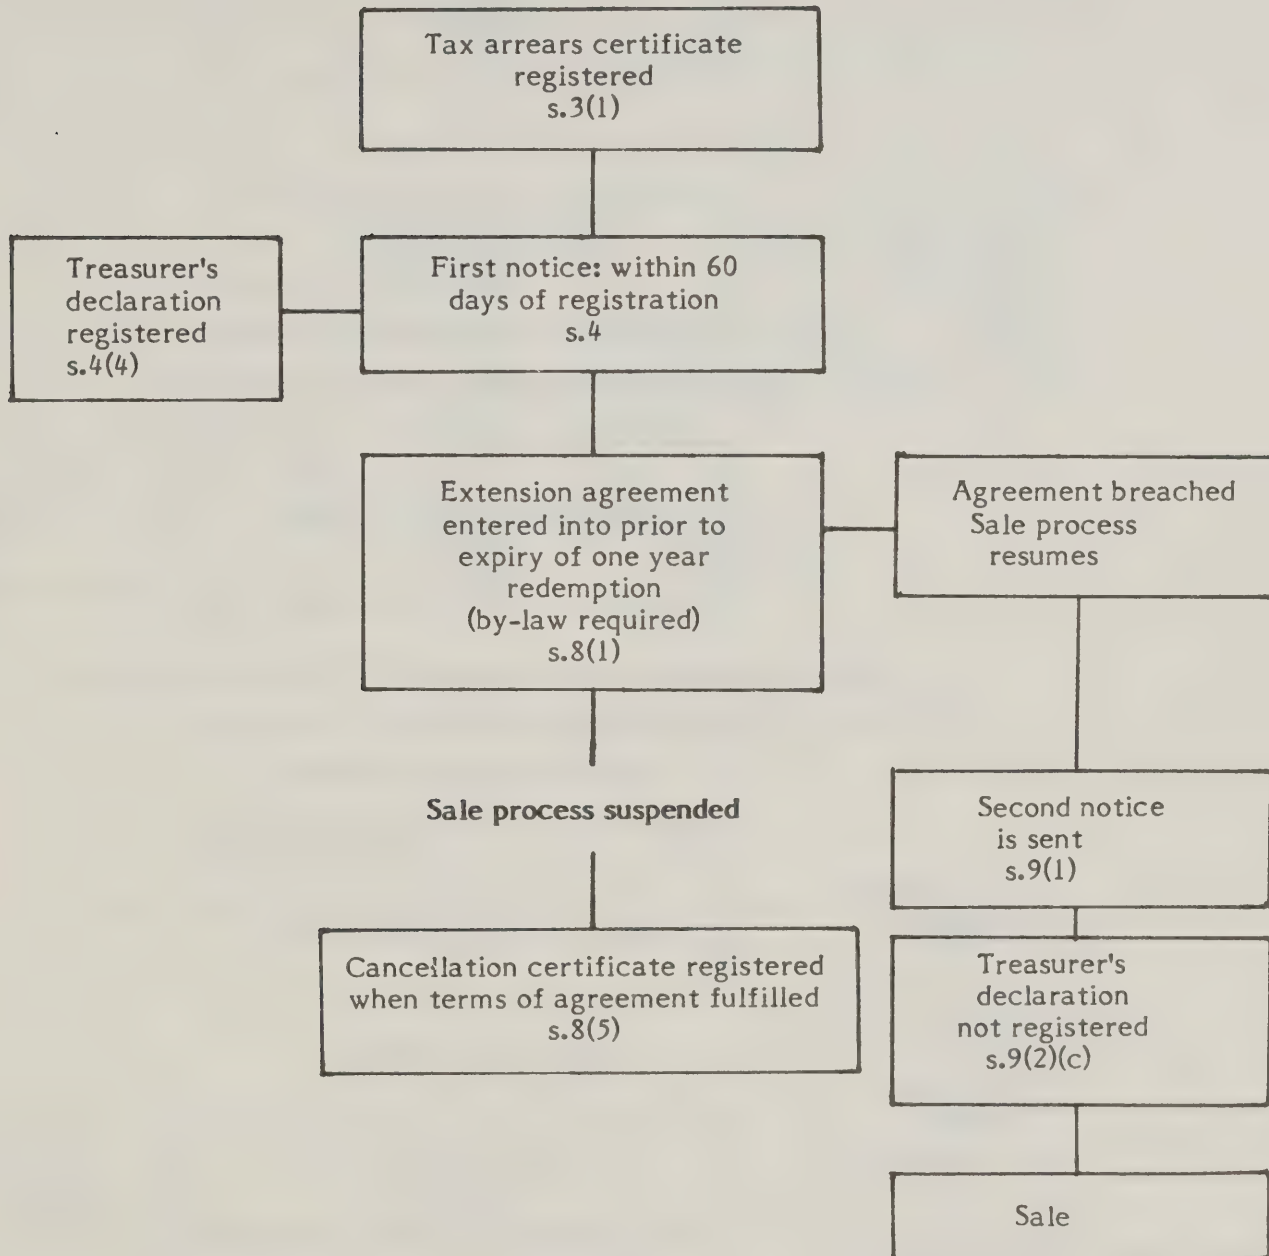 Tax arrears certificate
registered
s.3(1)
Treasurer's
declaration
registered
s.4(4)
First notice: within 60
days of registration
s.4
Extension agreement
entered into prior to
expiry of one year
redemption
(by-law required)
s.8(1)
Agreement breached
Sale process
resumes
Sale process suspended
Second notice
is sent
s.9(1)
Cancellation certificate registered
when terms of agreement fulfilled
s.8(5)
Treasurer's
declaration
not registered
s.9(2)(c)
Sale